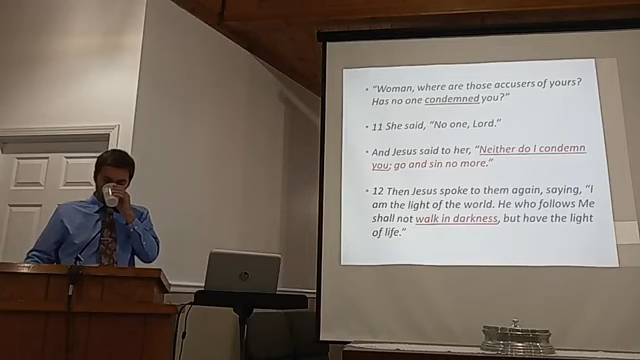 • “Woman, where are those accusers of yours?
Has no one condemned you?”
• 11 She said, “No one, Lord.”
• And Jesus said to her, “Neither do I condemn
you; go and sin no more.”
• 12 Then Jesus spoke to them again, saying, “I
am the light of the world. He who follows Me
shall not walk in darkness, but have the light
of life.”